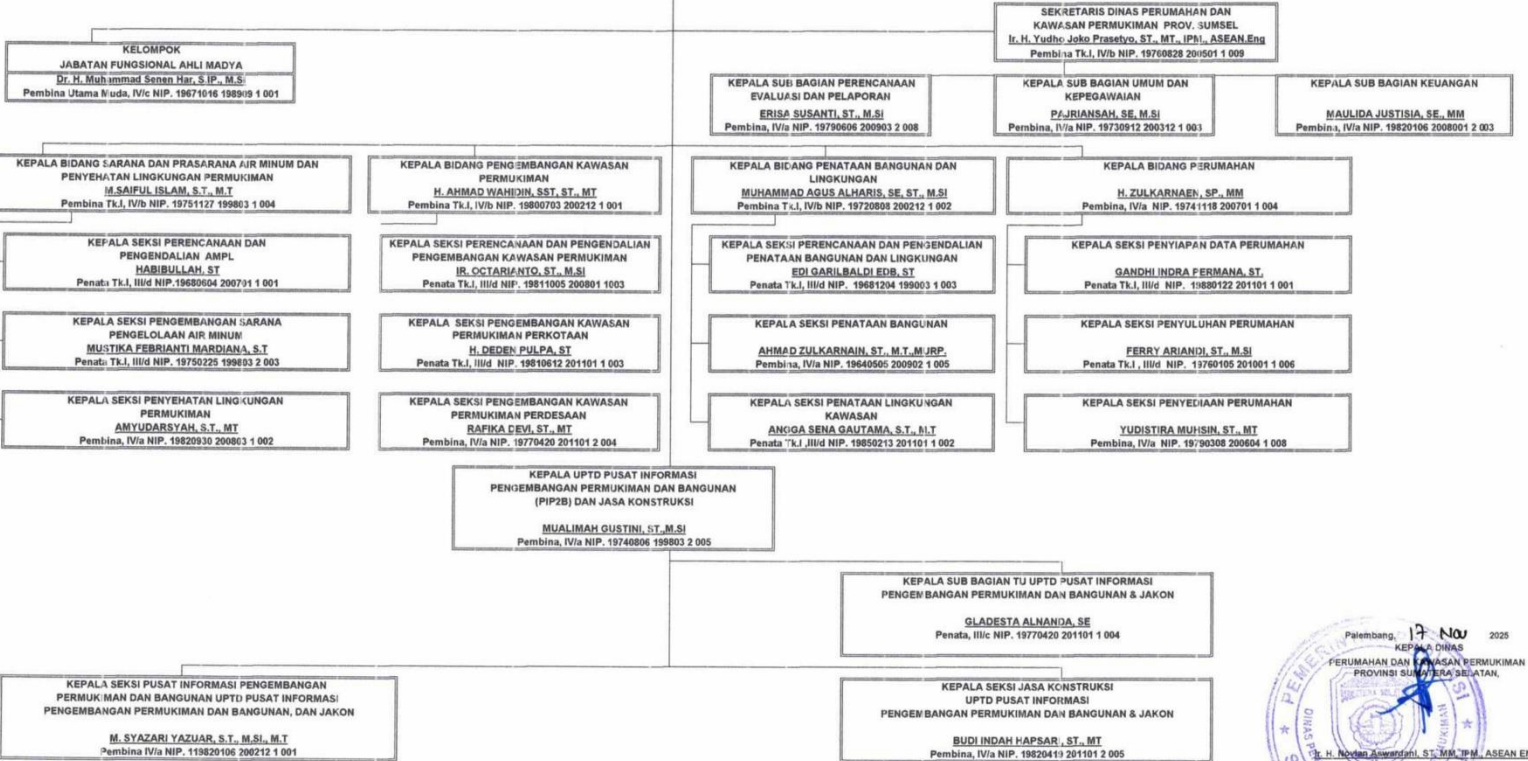 SEKRETARIS DINAS PERUMAHAN DAN
KAWASAN PERMUKIMAN PROV. SUMSEL
Ir. H. Yudho Joko Prasetyo, ST., MT., IPM., ASEAN.Eng
Pembina Tk.I, IV/b NIP. 19760828 200501 1 009
KELOMPOK
JABATAN FUNGSIONAL AHLI MADYA
Dr. H. Muhammad Senen Har, S.IP., M.Si
Pembina Utama Muda, IV/c NIP. 19671016 198909 1 001
KEPALA SUB BAGIAN PERENCANAAN
EVALUASI DAN PELAPORAN
ERISA SUSANTI, ST., M.SI
Pembina, IV/a NIP. 19790606 200903 2 008
KEPALA SUB BAGIAN UMUM DAN
KEPEGAWAIAN
PAJRIANSAH, SE, M.SI
Pembina, IV/a NIP. 19730912 200312 1 003
KEPALA SUB BAGIAN KEUANGAN
MAULIDA JUSTISIA, SE., MM
Pembina, IV/a NIP. 19820106 2008001 2 003
KEPALA BIDANG SARANA DAN PRASARANA AIR MINUM DAN
PENYEHATAN LINGKUNGAN PERMUKIMAN
M.SAIFUL ISLAM, S.T., M.T
Pembina Tk.I, IV/b NIP. 19751127 199803 1 004
KEPALA BIDANG PENGEMBANGAN KAWASAN
PERMUKIMAN
H. AHMAD WAHIDIN, SST, ST., MT
Pembina Tk.I, IV/b NIP. 19800703 200212 1 001
KEPALA BIDANG PENATAAN BANGUNAN DAN
LINGKUNGAN
MUHAMMAD AGUS ALHARIS, SE, ST., M.SI
Pembina Tk.I, IV/b NIP. 19720808 200212 1 002
KEPALA BIDANG PERUMAHAN
H. ZULKARNAEN, SP., MM
Pembina, IV/a NIP. 19741118 200701 1 004
KEPALA SEKSI PERENCANAAN DAN
PENGENDALIAN AMPL
HABIBULLAH, ST
Penata Tk.I, III/d NIP.19680604 200701 1 001
KEPALA SEKSI PERENCANAAN DAN PENGENDALIAN
PENGEMBANGAN KAWASAN PERMUKIMAN
IR. OCTARIANTO, ST., M.SI
Penata Tk.I, III/d NIP. 19811005 200801 1003
KEPALA SEKSI PERENCANAAN DAN PENGENDALIAN
PENATAAN BANGUNAN DAN LINGKUNGAN
EDI GARILBALDI EDB, ST
Penata Tk.I, III/d NIP. 19681204 199003 1 003
KEPALA SEKSI PENYIAPAN DATA PERUMAHAN
GANDHI INDRA PERMANA, ST.
Penata Tk.I, III/d NIP. 19880122 201101 1 001
KEPALA SEKSI PENGEMBANGAN SARANA
PENGELOLAAN AIR MINUM
MUSTIKA FEBRIANTI MARDIANA, S.T
Penata Tk.I, III/d NIP. 19750225 199803 2 003
KEPALA SEKSI PENGEMBANGAN KAWASAN
PERMUKIMAN PERKOTAAN
H. DEDEN PULPA, ST
Penata Tk.I, III/d NIP. 19810612 201101 1 003
KEPALA SEKSI PENATAAN BANGUNAN
AHMAD ZULKARNAIN, ST., M.T.,MURP.
Pembina, IV/a NIP. 19640505 200902 1 005
KEPALA SEKSI PENYULUHAN PERUMAHAN
FERRY ARIANDI, ST., M.SI
Penata Tk.I , III/d NIP. 19760105 201001 1 006
KEPALA SEKSI PENYEHATAN LINGKUNGAN
PERMUKIMAN
AMYUDARSYAH, S.T., MT
Pembina, IV/a NIP. 19820930 200803 1 002
KEPALA SEKSI PENGEMBANGAN KAWASAN
PERMUKIMAN PERDESAAN
RAFIKA DEVI, ST., MT
Pembina, IV/a NIP. 19770420 201101 2 004
KEPALA SEKSI PENATAAN LINGKUNGAN
KAWASAN
ANGGA SENA GAUTAMA, S.T., M.T
Penata Tk.I ,III/d NIP. 19850213 201101 1 002
KEPALA SEKSI PENYEDIAAN PERUMAHAN
YUDISTIRA MUHSIN, ST., MT
Pembina, IV/a NIP. 19790308 200604 1 008
KEPALA UPTD PUSAT INFORMASI
PENGEMBANGAN PERMUKIMAN DAN BANGUNAN
(PIP2B) DAN JASA KONSTRUKSI
MUALIMAH GUSTINI, ST.,M.SI
Pembina, IV/a NIP. 19740806 199803 2 005
KEPALA SUB BAGIAN TU UPTD PUSAT INFORMASI
PENGEMBANGAN PERMUKIMAN DAN BANGUNAN & JAKON
GLADESTA ALNANDA, SE
Penata, III/c NIP. 19770420 201101 1 004
KEPALA SEKSI PUSAT INFORMASI PENGEMBANGAN
PERMUKIMAN DAN BANGUNAN UPTD PUSAT INFORMASI
PENGEMBANGAN PERMUKIMAN DAN BANGUNAN, DAN JAKON
M. SYAZARI YAZUAR, S.T., M.SI., M.T
Pembina IV/a NIP. 119820106 200212 1 001
KEPALA SEKSI JASA KONSTRUKSI
UPTD PUSAT INFORMASI
PENGEMBANGAN PERMUKIMAN DAN BANGUNAN & JAKON
BUDI INDAH HAPSARI, ST., MT
Pembina, IV/a NIP. 19820419 201101 2 005
Palembang, 17 Nov 2025
KEPALA DINAS
PERUMAHAN DAN KAWASAN PERMUKIMAN
PROVINSI SUMATERA SELATAN,
Ir. H. Novian Aswardani, ST., MM, IPM., ASEAN EN